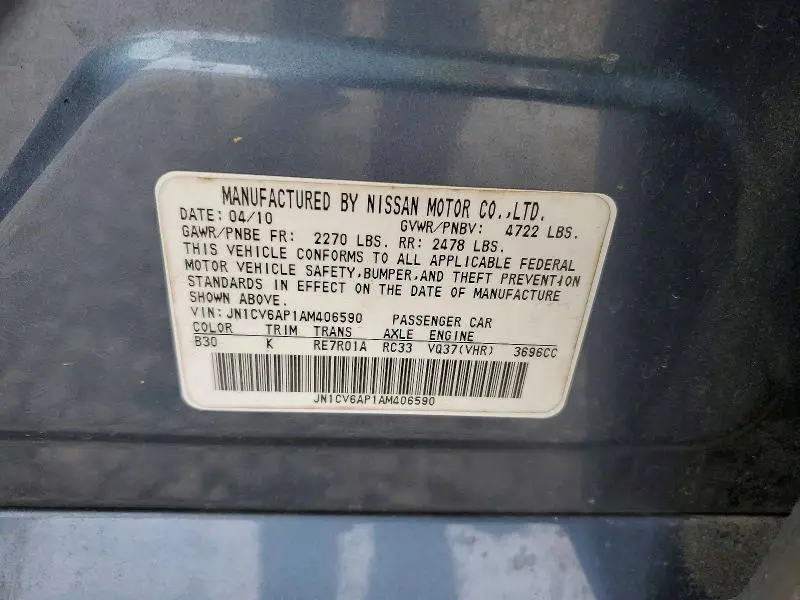 MANUFACTURED BY NISSAN MOTOR CO.,LTD.
DATE: 04/10 GVWR/PNBV: 4722 LBS.
GAWR/PNBE FR: 2270 LBS. RR: 2478 LBS.
THIS VEHICLE CONFORMS TO ALL APPLICABLE FEDERAL
MOTOR VEHICLE SAFETY,BUMPER,AND THEFT PREVENTION
STANDARDS IN EFFECT ON THE DATE OF MANUFACTURE
SHOWN ABOVE.
VIN: JN1CV6AP1AM406590 PASSENGER CAR
COLOR TRIM TRANS AXLE ENGINE
B30 K RE7R01A RC33 VQ37(VHR) 3696CC
JN1CV6AP1AM406590